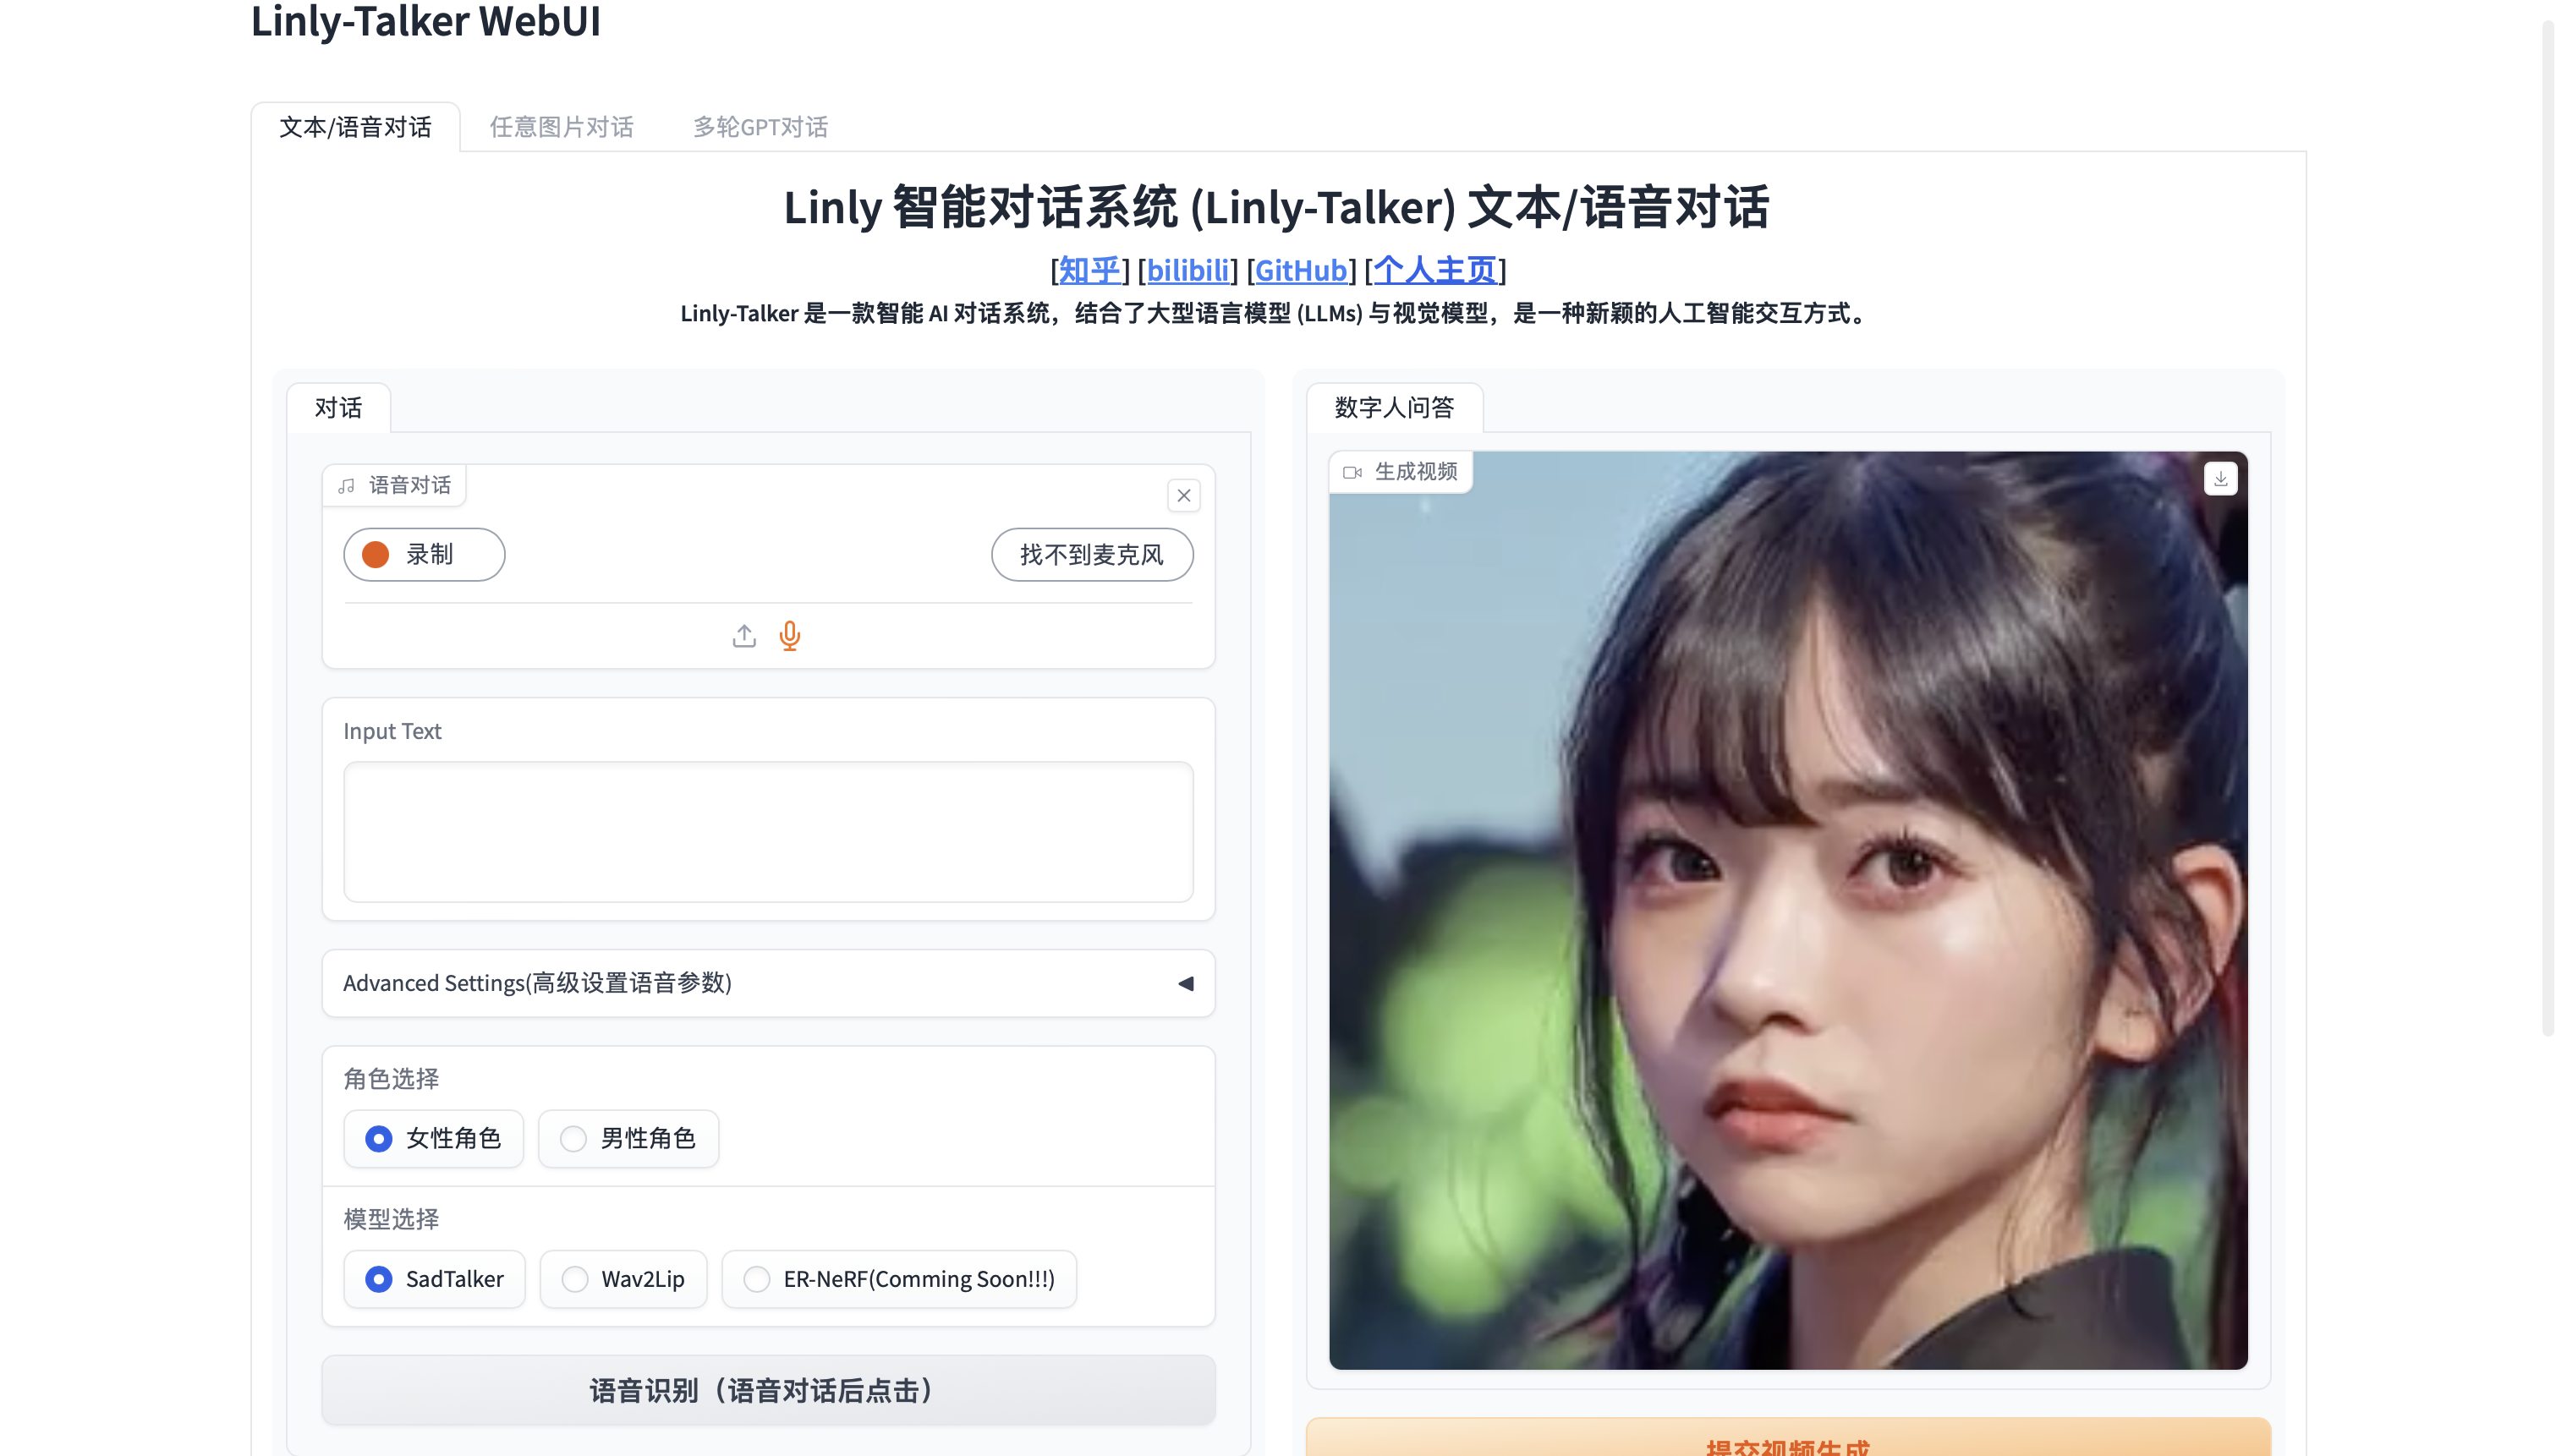 Linly-Talker WebUI
文本/语音对话
任意图片对话
多轮GPT对话
Linly 智能对话系统 (Linly-Talker) 文本/语音对话
[知乎] [bilibili] [GitHub] [个人主页]
Linly-Talker 是一款智能 AI 对话系统，结合了大型语言模型 (LLMs) 与视觉模型，是一种新颖的人工智能交互方式。
对话
语音对话
录制
找不到麦克风
Input Text
Advanced Settings(高级设置语音参数)
角色选择
女性角色
男性角色
模型选择
SadTalker
Wav2Lip
ER-NeRF(Comming Soon!!!)
语音识别（语音对话后点击）
数字人问答
生成视频
提交视频生成